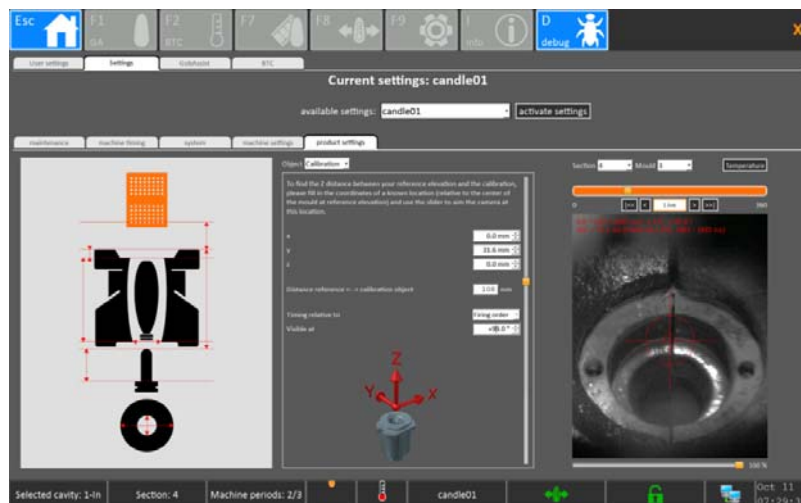 Esc
F1
GA
F2
BTC
F7
F8
F9
I
info
D
debug
X
User settings
Settings
GobAssist
BTC
Current settings: candle01
available settings: candle01
activate settings
maintenance
machine timing
system
machine settings
product settings
Object Calibration
To find the Z distance between your reference elevation and the calibration,
please fill in the coordinates of a known location (relative to the center of
the mould at reference elevation) and use the slider to aim the camera at
this location.
x 0.0 mm
y 33.6 mm
z 0.0 mm
Distance reference <-> calibration object 108 mm
Timing relative to Firing order
Visible at
Z
Y X
Section 4 Mould 1 Temperature
0 |<< < Live > >>| 360
100 %
Selected cavity: 1-In
Section: 4
Machine periods: 2/3
candle01
Oct 11